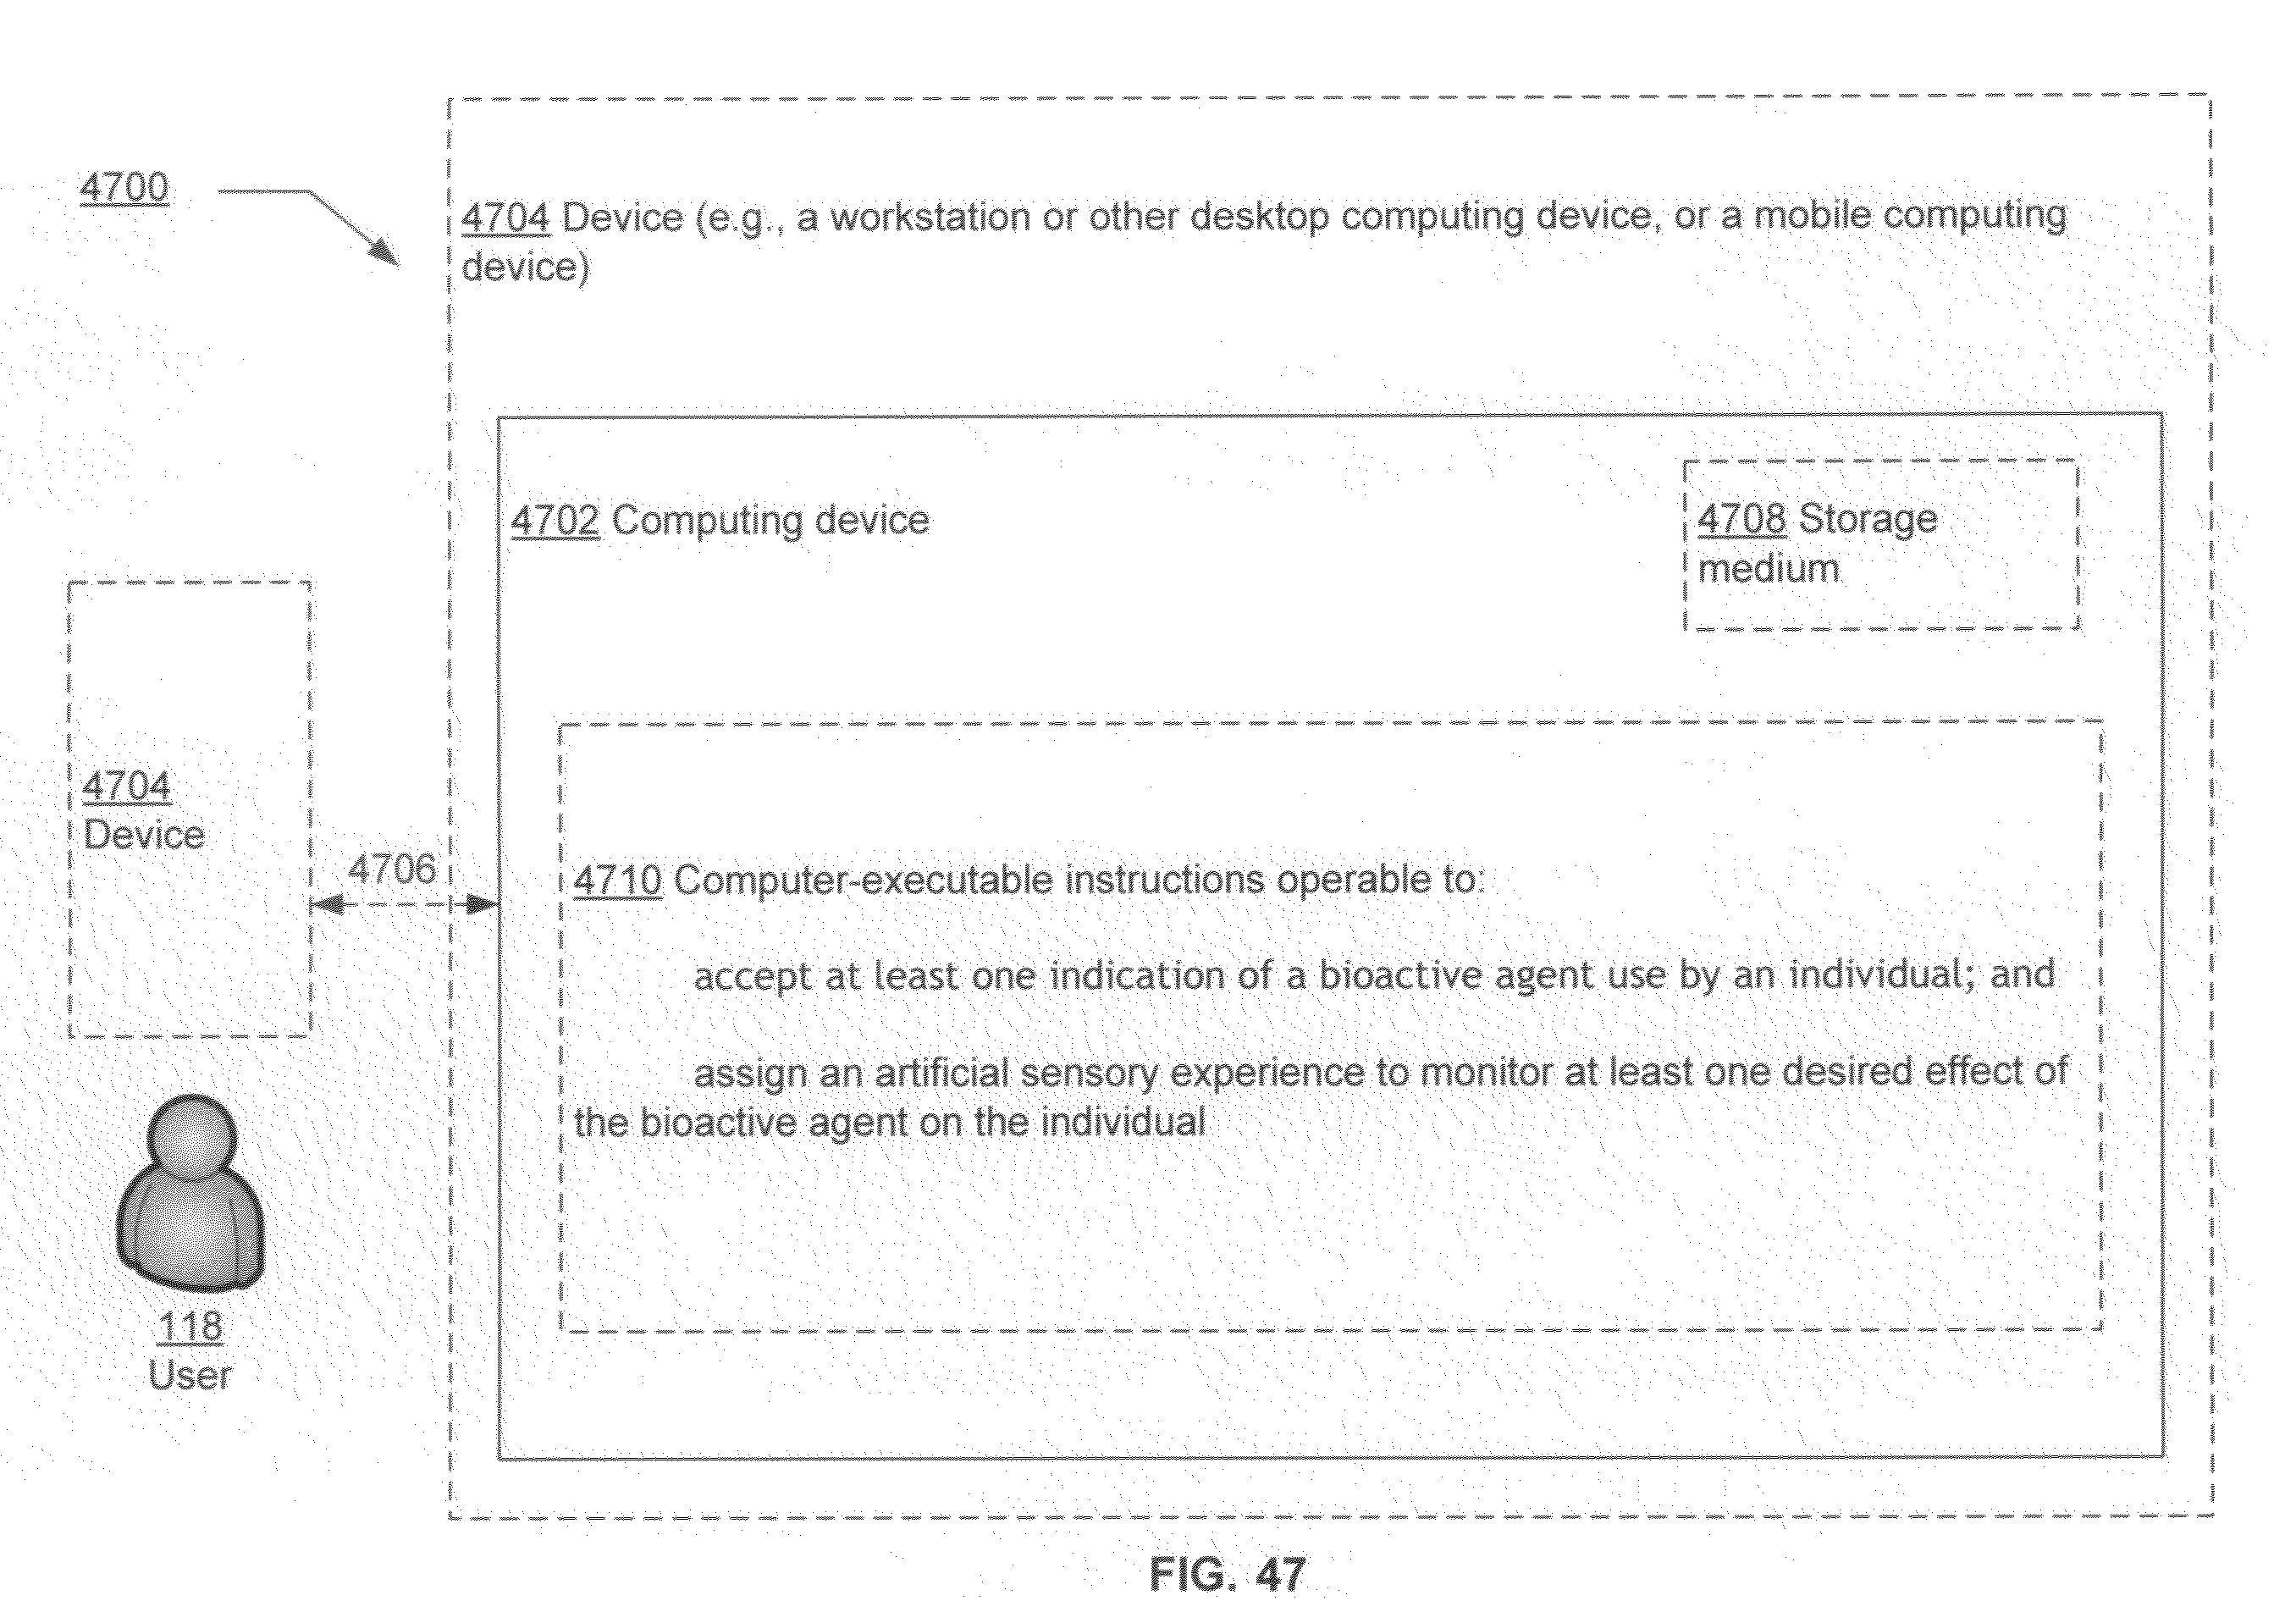 4700
4704 Device (e.g., a workstation or other desktop computing device, or a mobile computing
device)
4702 Computing device
4708 Storage
medium
4704
Device
4706
4710 Computer-executable instructions operable to:
accept at least one indication of a bioactive agent use by an individual; and
assign an artificial sensory experience to monitor at least one desired effect of
the bioactive agent on the individual
118
User
FIG. 47